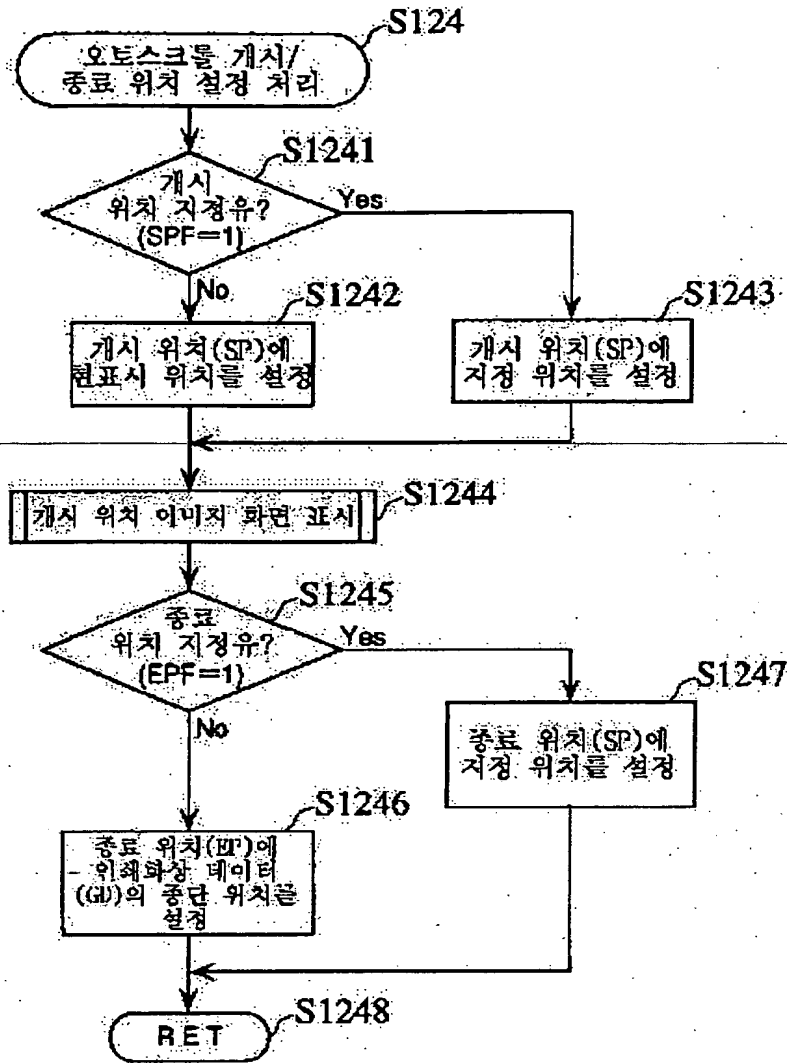 S124
오토스크롤 개시/
종료 위치 설정 처리
S1241
개시
위치 지정유?
(SPF=1)
Yes
No
S1242
개시 위치(SP)에
현표시 위치를 설정
S1243
개시 위치(SP)에
지정 위치를 설정
S1244
개시 위치 이미지 화면 표시
S1245
종료
위치 지정유?
(EPF=1)
Yes
No
S1247
종료 위치(SP)에
지정 위치를 설정
S1246
종료 위치(EP)에
데이터
(GD)의 종단 위치를
설정
S1248
RET